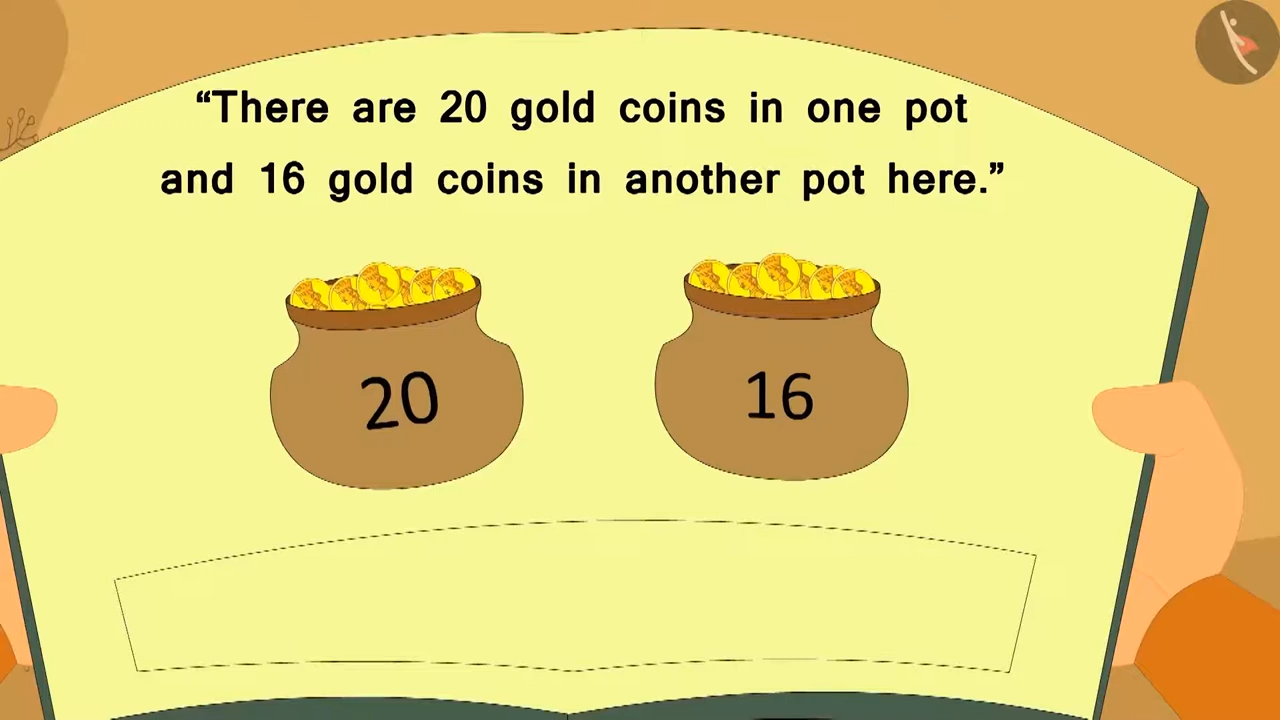 “There are 20 gold coins in one pot
and 16 gold coins in another pot here.”
20
16